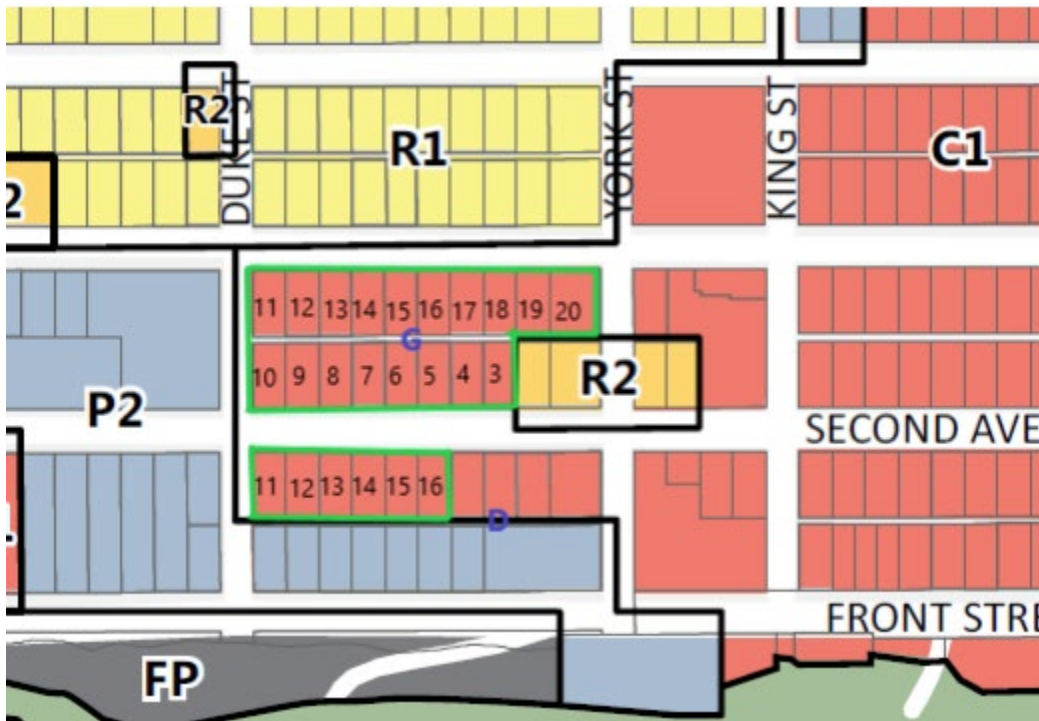 R2
DUKE ST
R1
YORK ST
KING ST
C1
2
11 12 13 14 15 16 17 18 19 20
G
10 9 8 7 6 5 4 3
R2
P2
SECOND AVE
11 12 13 14 15 16
D
FRONT STRE
FP